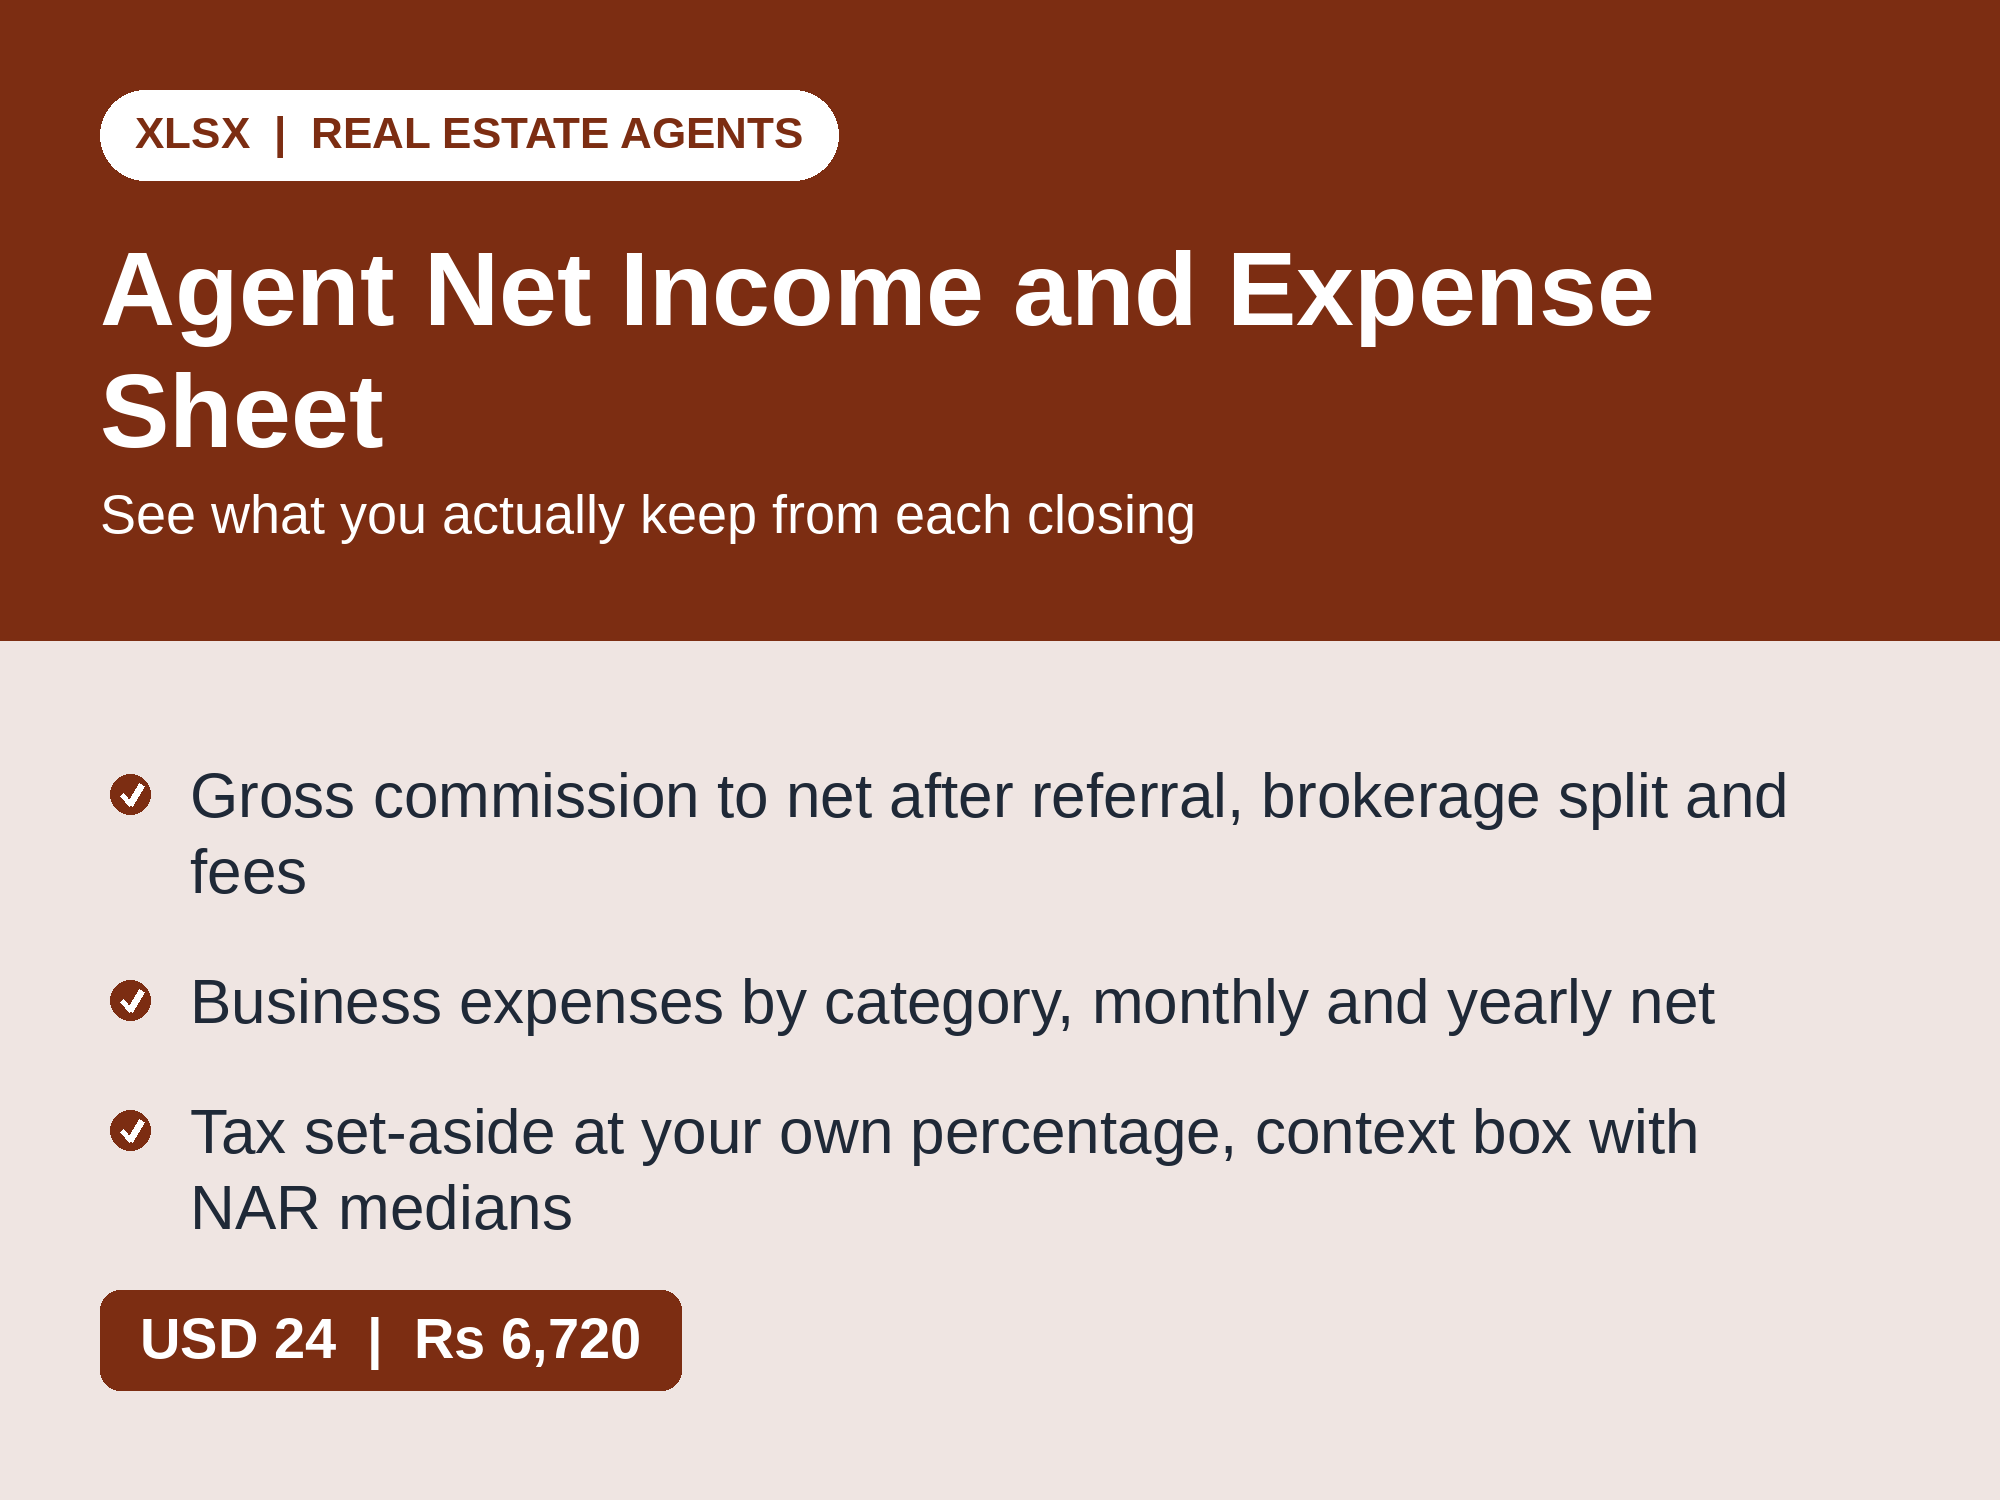 XLSX | REAL ESTATE AGENTS
Agent Net Income and Expense
Sheet
See what you actually keep from each closing
Gross commission to net after referral, brokerage split and
fees
Business expenses by category, monthly and yearly net
Tax set-aside at your own percentage, context box with
NAR medians
USD 24 | Rs 6,720